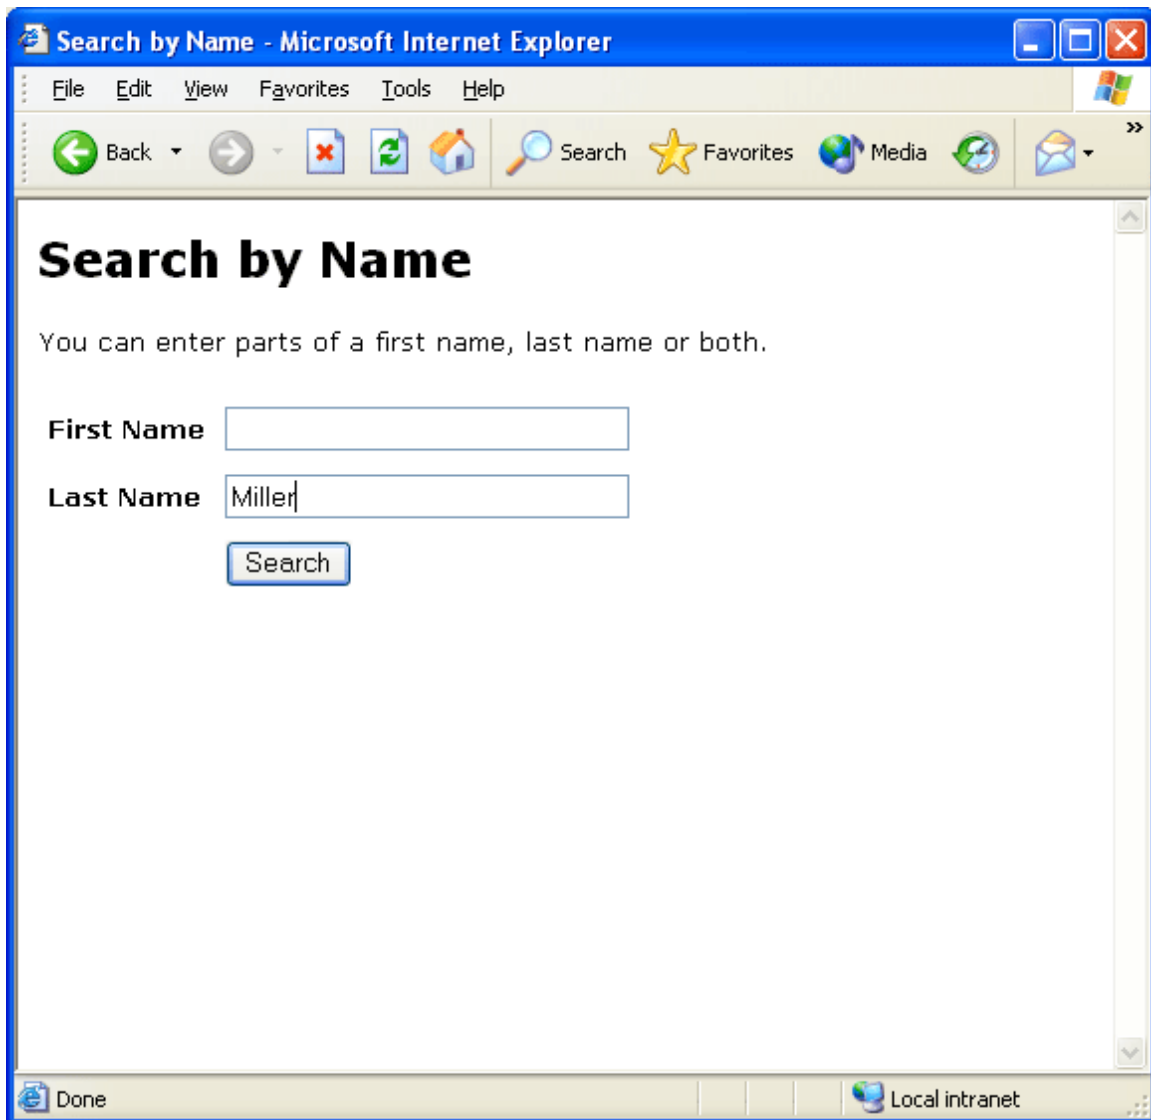 Search by Name - Microsoft Internet Explorer
File Edit View Favorites Tools Help
Back Search Favorites Media »
Search by Name
You can enter parts of a first name, last name or both.
First Name
Last Name Miller
Search
Done Local intranet